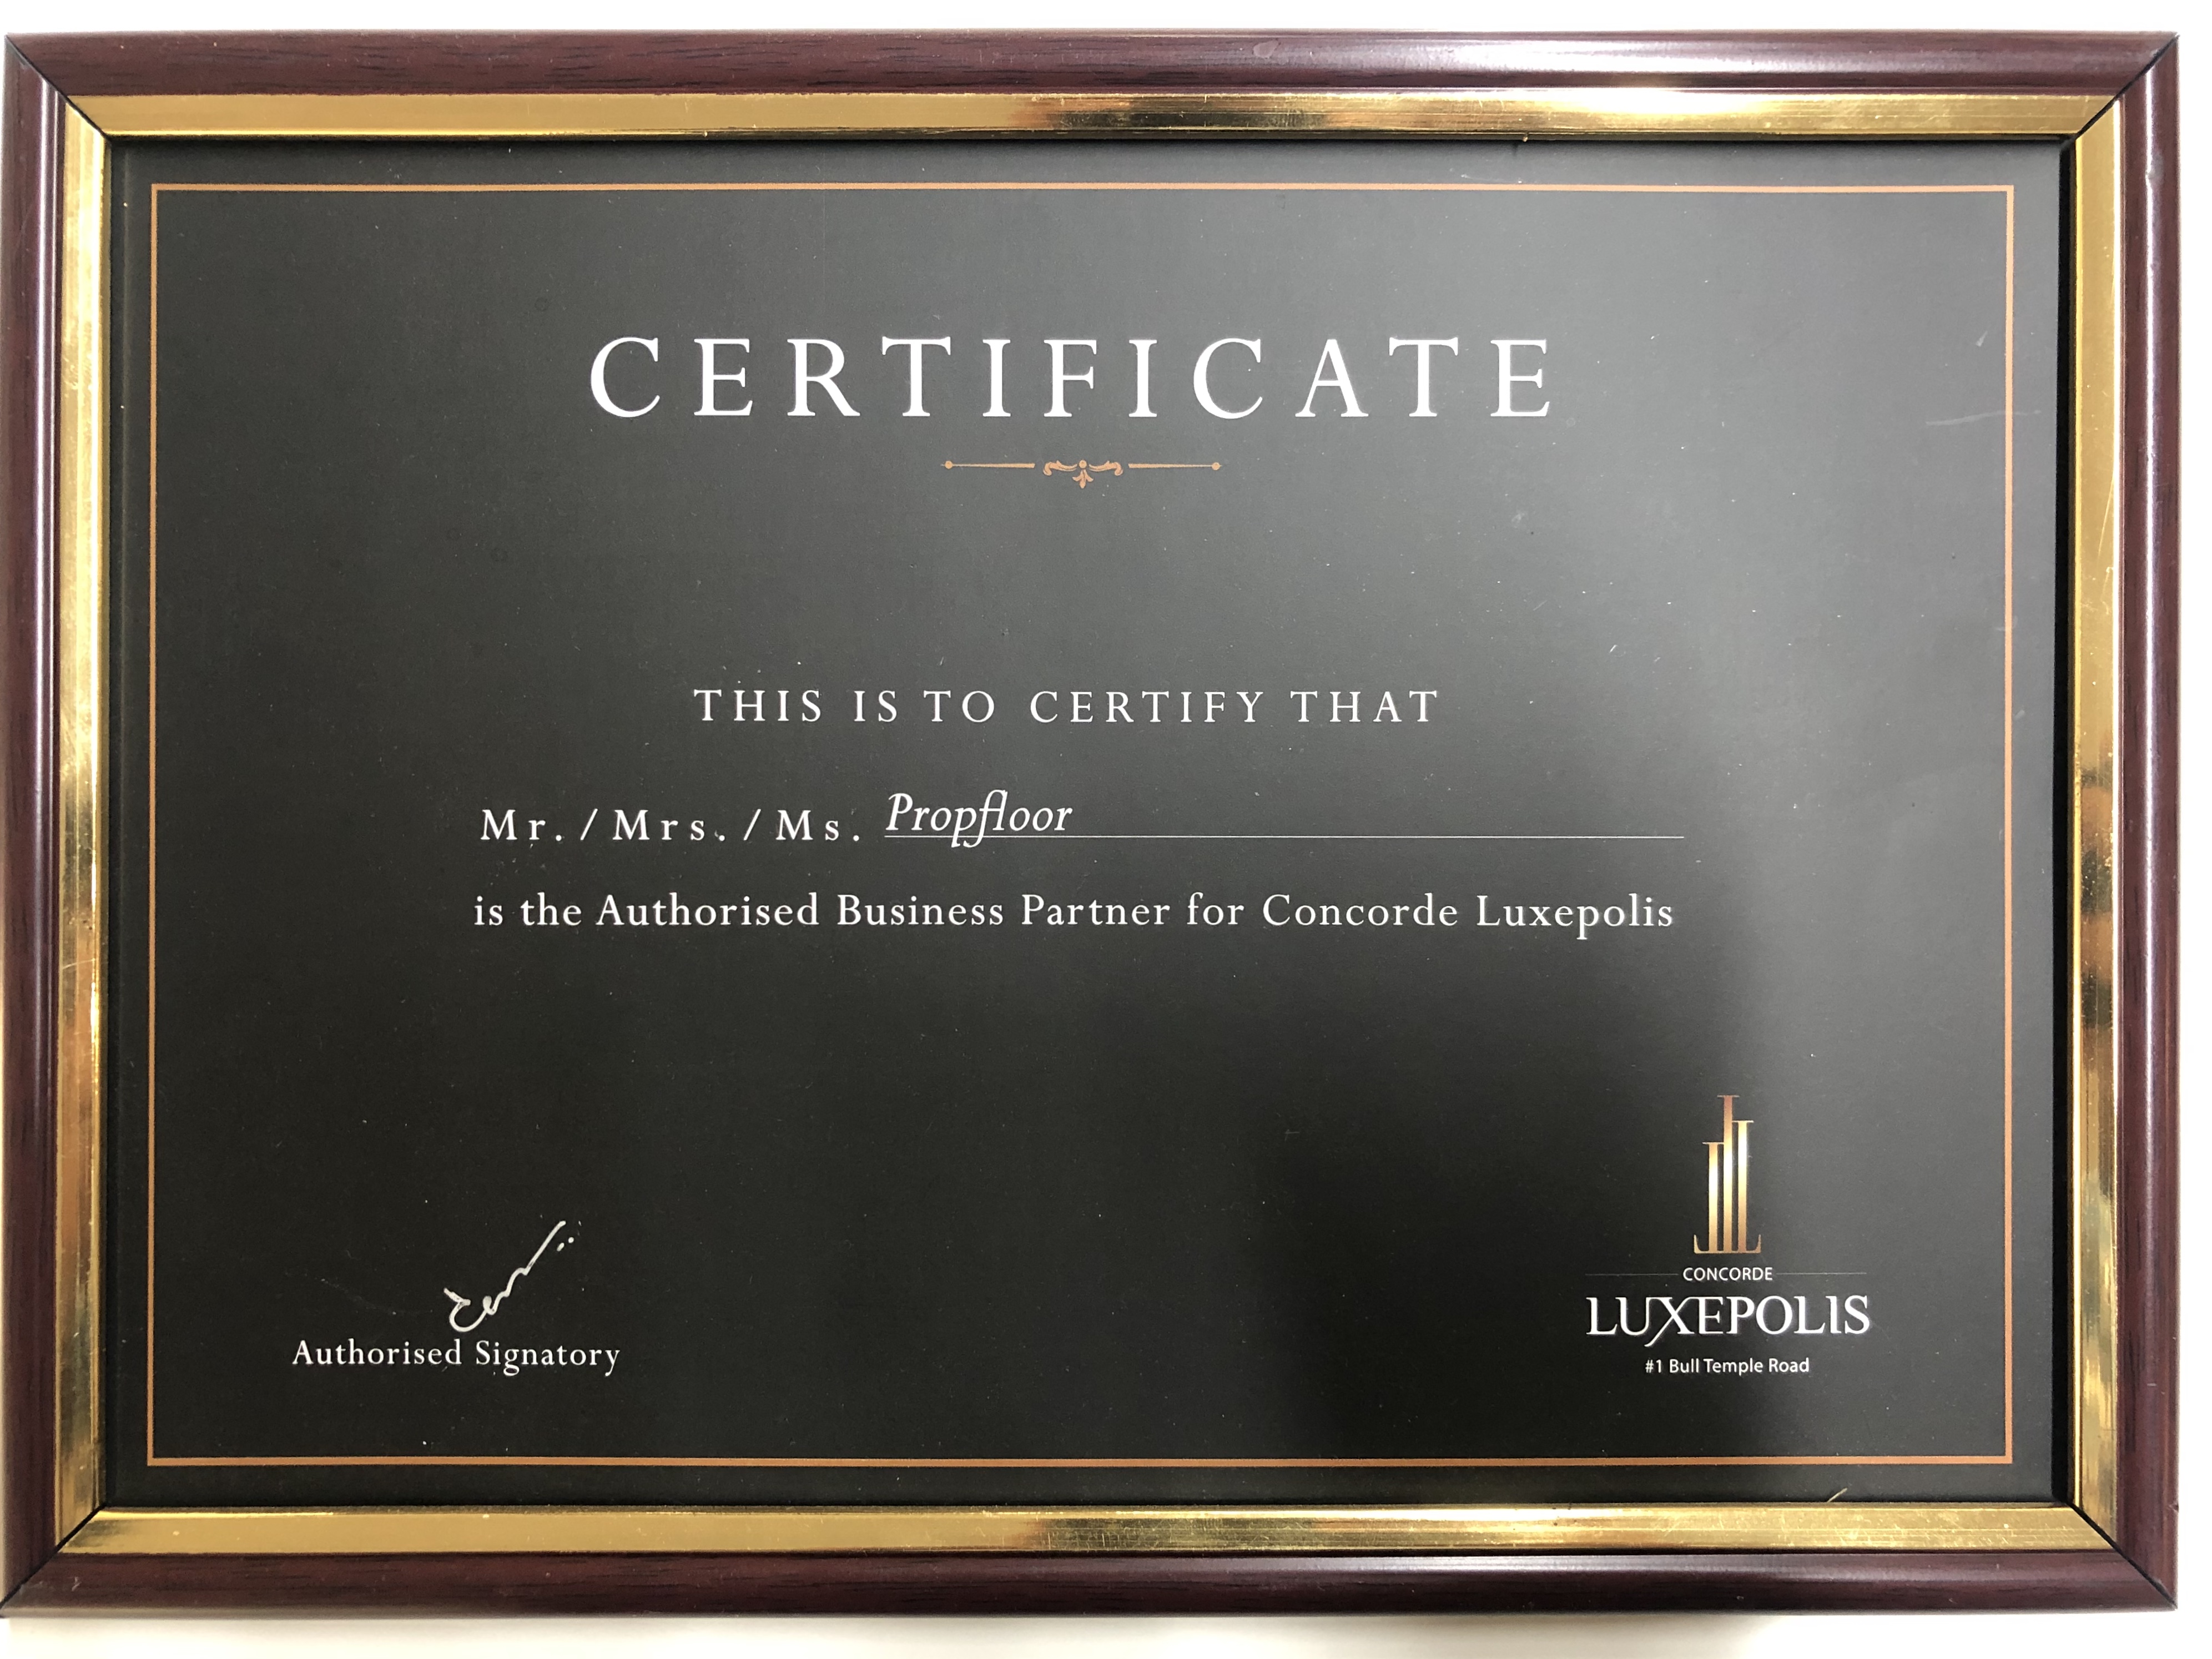 CERTIFICATE
THIS IS TO CERTIFY THAT
Mr. / Mrs. / Ms. Propfloor
is the Authorised Business Partner for Concorde Luxepolis
Authorised Signatory
CONCORDE
LUXEPOLIS
#1 Bull Temple Road